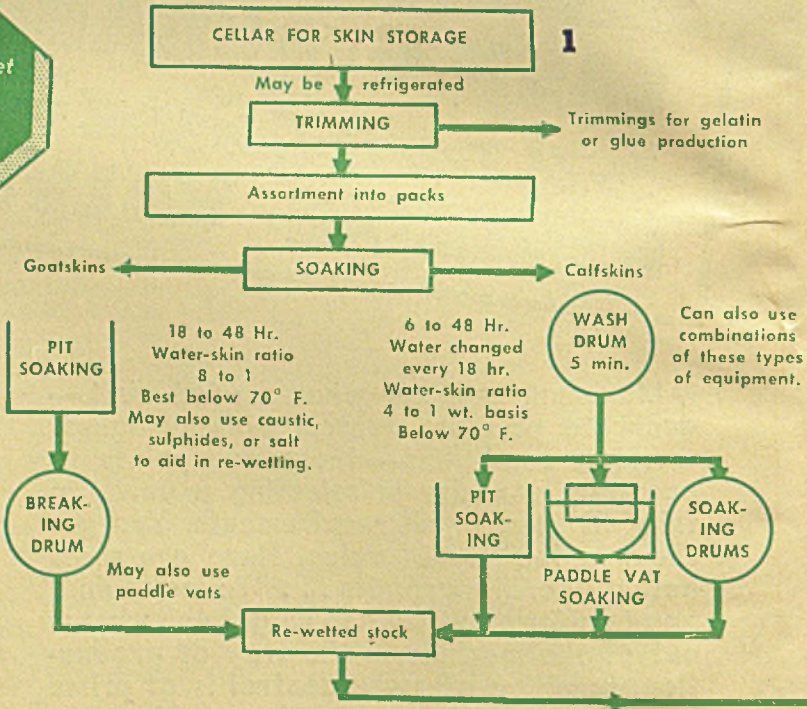 et
CELLAR FOR SKIN STORAGE
1
May be refrigerated
TRIMMING
Trimmings for gelatin
or glue production
Assortment into packs
Goatskins
SOAKING
Calfskins
PIT
SOAKING
18 to 48 Hr.
Water-skin ratio
8 to 1
Best below 70° F.
May also use caustic,
sulphides, or salt
to aid in re-wetting.
6 to 48 Hr.
Water changed
every 18 hr.
Water-skin ratio
4 to 1 wt. basis
Below 70° F.
WASH
DRUM
5 min.
Can also use
combinations
of these types
of equipment.
BREAK-
ING
DRUM
May also use
paddle vats
PIT
SOAK-
ING
PADDLE VAT
SOAKING
SOAK-
ING
DRUMS
Re-wetted stock